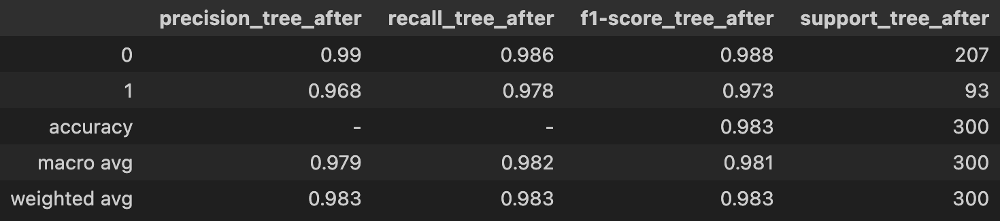 precision_tree_after recall_tree_after f1-score_tree_after support_tree_after
0 0.99 0.986 0.988 207
1 0.968 0.978 0.973 93
accuracy - - 0.983 300
macro avg 0.979 0.982 0.981 300
weighted avg 0.983 0.983 0.983 300